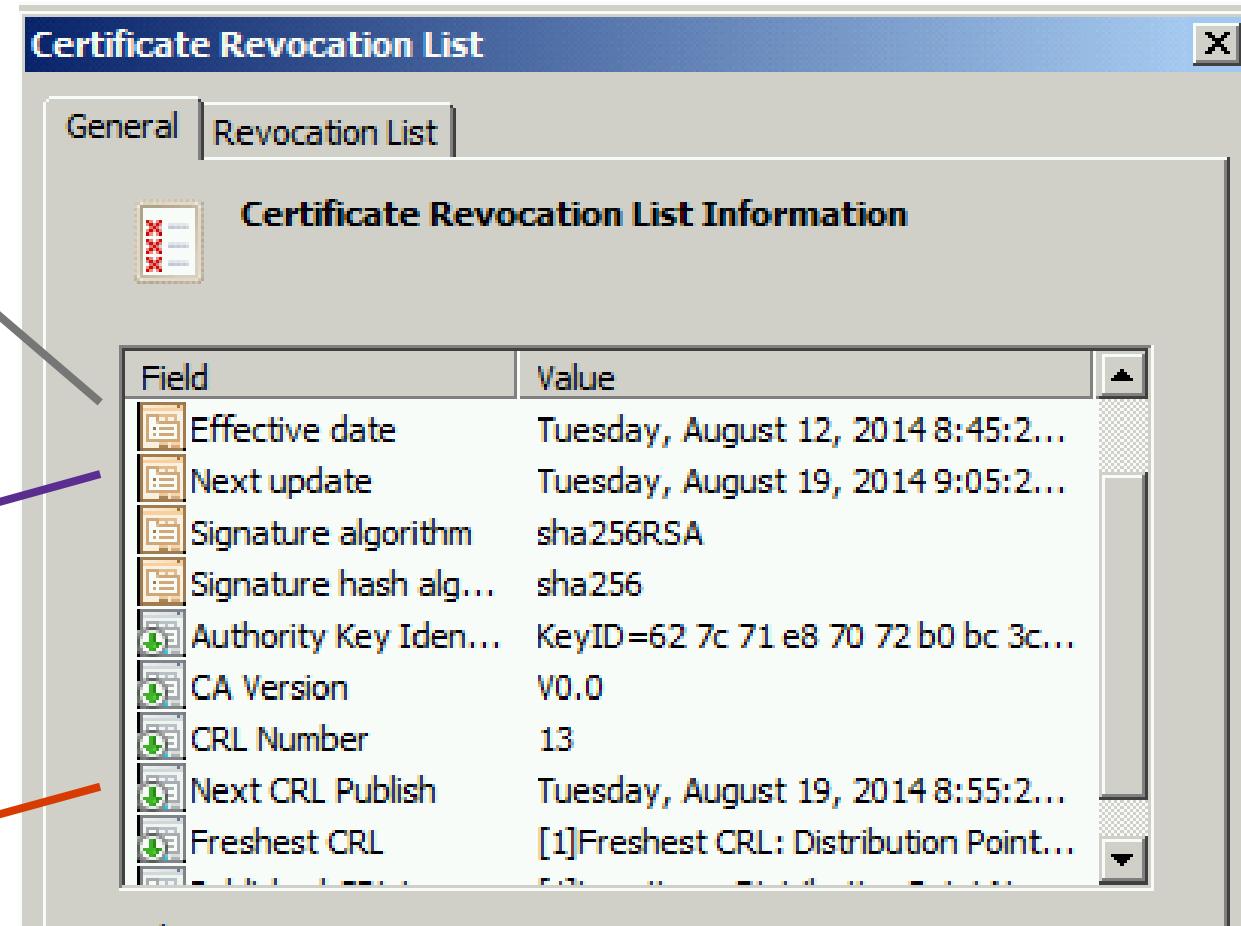 Certificate Revocation List
General Revocation List
Certificate Revocation List Information
Field Value
Effective date Tuesday, August 12, 2014 8:45:2...
Next update Tuesday, August 19, 2014 9:05:2...
Signature algorithm sha256RSA
Signature hash alg... sha256
Authority Key Iden... KeyID=62 7c 71 e8 70 72 b0 bc 3c...
CA Version V0.0
CRL Number 13
Next CRL Publish Tuesday, August 19, 2014 8:55:2...
Freshest CRL [1]Freshest CRL: Distribution Point...